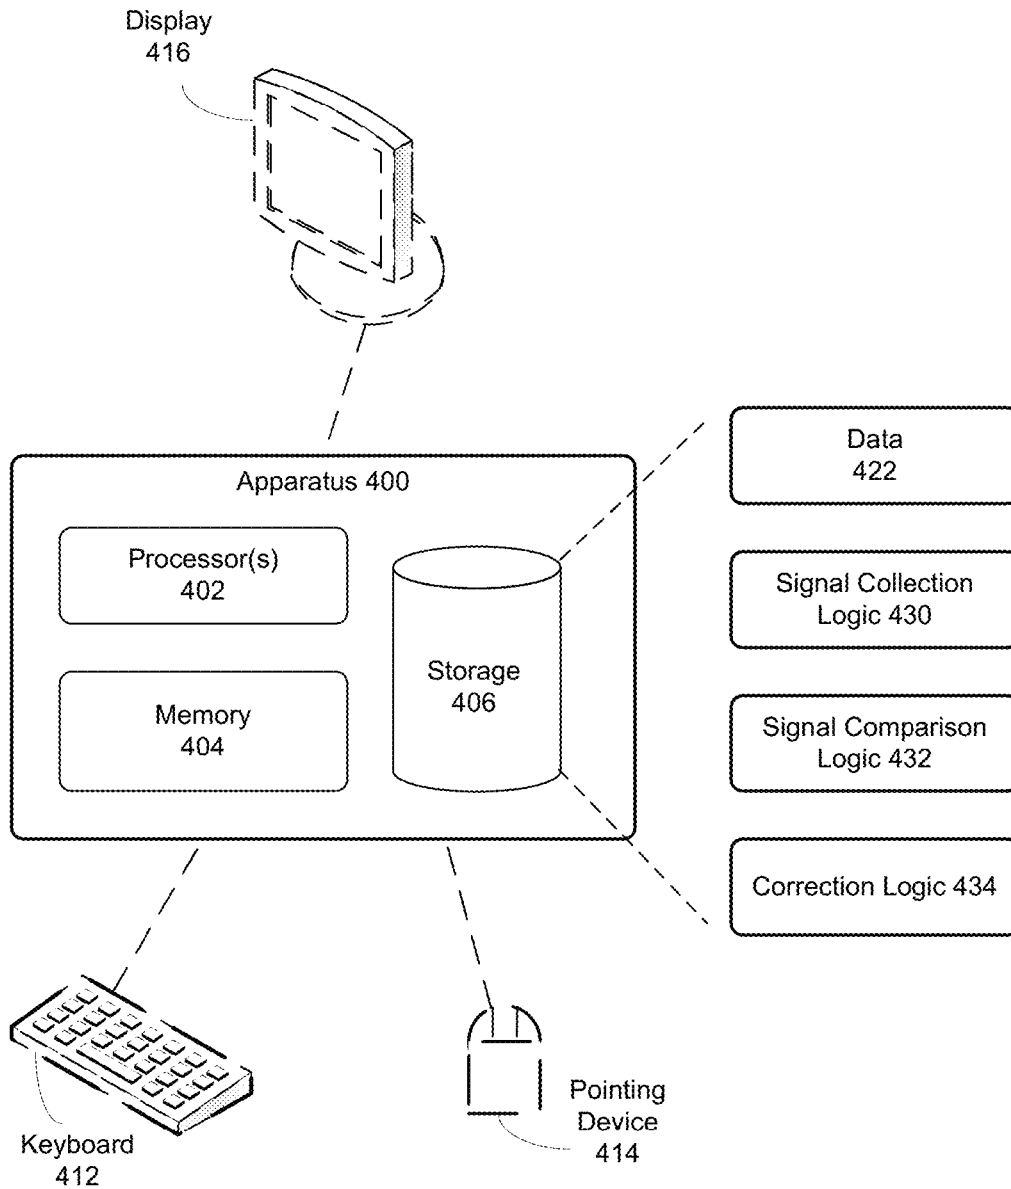 Display
416
Apparatus 400
Processor(s)
402
Memory
404
Storage
406
Data
422
Signal Collection
Logic 430
Signal Comparison
Logic 432
Correction Logic 434
Keyboard
412
Pointing
Device
414